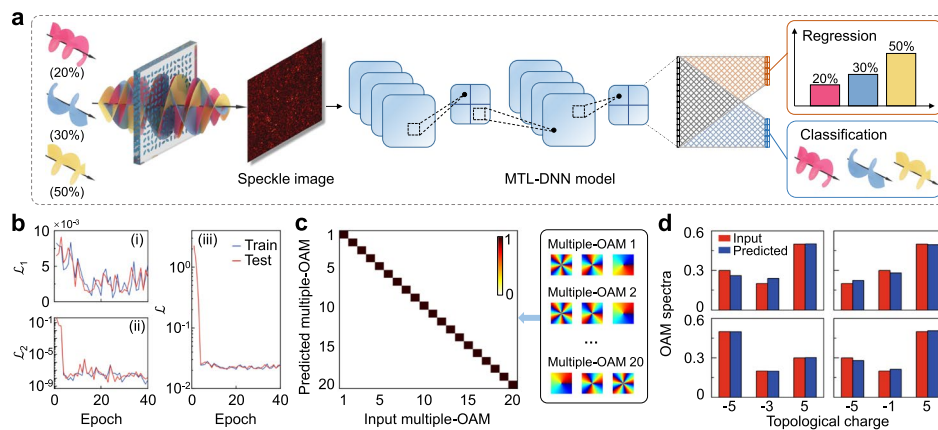 a
(20%)
(30%)
(50%)
Speckle image
MTL-DNN model
Regression
20%
30%
50%
Classification
b
×10⁻³
(i)
10
5
0
ℒ₁
(ii)
10⁻¹
10⁻⁵
10⁻⁹
ℒ₂
0 20 40
Epoch
(iii)
Train
Test
10⁰
10⁻¹
10⁻²
ℒ
0 20 40
Epoch
c
Predicted multiple-OAM
1
5
10
15
20
1 5 10 15 20
Input multiple-OAM
1
0
Multiple-OAM 1
Multiple-OAM 2
...
Multiple-OAM 20
d
OAM spectra
0.6
0.3
0
0.6
0.3
0
Input
Predicted
-5 -3 5
-5 -1 5
Topological charge